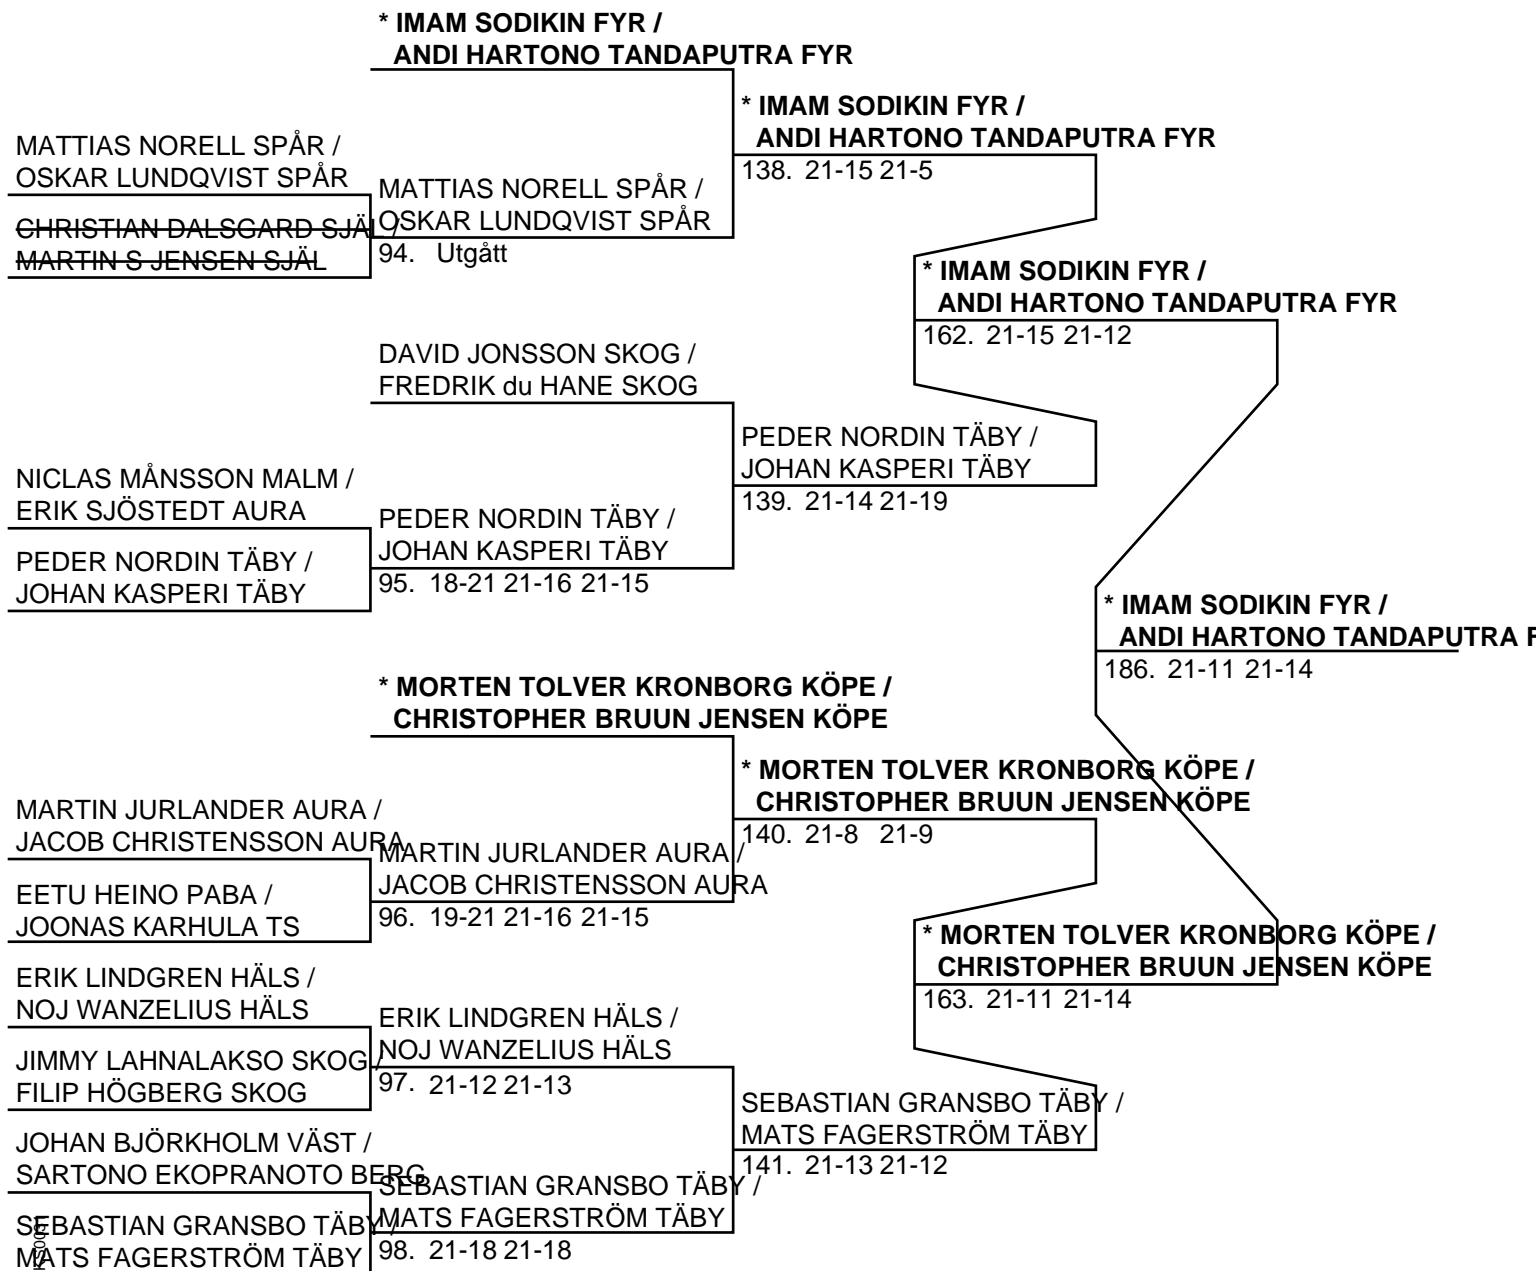 * IMAM SODIKIN FYR /
ANDI HARTONO TANDAPUTRA FYR
* IMAM SODIKIN FYR /
ANDI HARTONO TANDAPUTRA FYR
138. 21-15 21-5
MATTIAS NORELL SPÅR /
OSKAR LUNDQVIST SPÅR
MATTIAS NORELL SPÅR /
OSKAR LUNDQVIST SPÅR
94. Utgått
CHRISTIAN DALSGARD SJÄL /
MARTIN S JENSEN SJÄL
* IMAM SODIKIN FYR /
ANDI HARTONO TANDAPUTRA FYR
162. 21-15 21-12
DAVID JONSSON SKOG /
FREDRIK du HANE SKOG
PEDER NORDIN TÄBY /
JOHAN KASPERI TÄBY
139. 21-14 21-19
NICLAS MÅNSSON MALM /
ERIK SJÖSTEDT AURA
PEDER NORDIN TÄBY /
JOHAN KASPERI TÄBY
95. 18-21 21-16 21-15
PEDER NORDIN TÄBY /
JOHAN KASPERI TÄBY
* IMAM SODIKIN FYR /
ANDI HARTONO TANDAPUTRA F
186. 21-11 21-14
* MORTEN TOLVER KRONBORG KÖPE /
CHRISTOPHER BRUUN JENSEN KÖPE
* MORTEN TOLVER KRONBORG KÖPE /
CHRISTOPHER BRUUN JENSEN KÖPE
140. 21-8 21-9
MARTIN JURLANDER AURA /
JACOB CHRISTENSSON AURA
MARTIN JURLANDER AURA /
JACOB CHRISTENSSON AURA
96. 19-21 21-16 21-15
EETU HEINO PABA /
JOONAS KARHULA TS
* MORTEN TOLVER KRONBORG KÖPE /
CHRISTOPHER BRUUN JENSEN KÖPE
163. 21-11 21-14
ERIK LINDGREN HÄLS /
NOJ WANZELIUS HÄLS
ERIK LINDGREN HÄLS /
NOJ WANZELIUS HÄLS
97. 21-12 21-13
JIMMY LAHNALAKSO SKOG /
FILIP HÖGBERG SKOG
SEBASTIAN GRANSBO TÄBY /
MATS FAGERSTRÖM TÄBY
141. 21-13 21-12
JOHAN BJÖRKHOLM VÄST /
SARTONO EKOPRANOTO BERG
SEBASTIAN GRANSBO TÄBY /
MATS FAGERSTRÖM TÄBY
98. 21-18 21-18
SEBASTIAN GRANSBO TÄBY /
MATS FAGERSTRÖM TÄBY